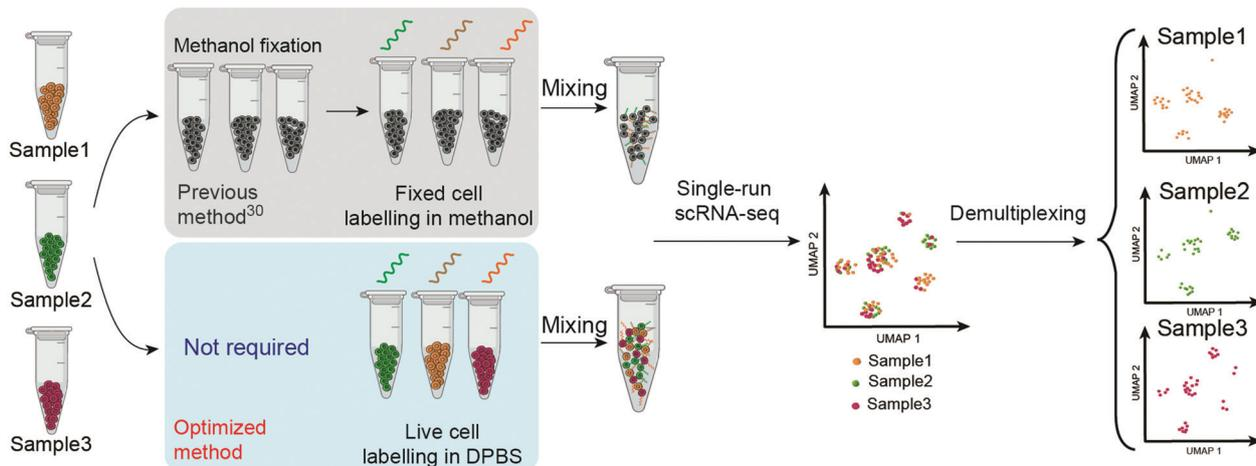 Sample1
Sample2
Sample3
Methanol fixation
Previous
method30
Fixed cell
labelling in methanol
Mixing
Not required
Optimized
method
Live cell
labelling in DPBS
Mixing
Single-run
scRNA-seq
UMAP 2
UMAP 1
Sample1
Sample2
Sample3
Demultiplexing
Sample1
UMAP 2
UMAP 1
Sample2
UMAP 2
UMAP 1
Sample3
UMAP 2
UMAP 1